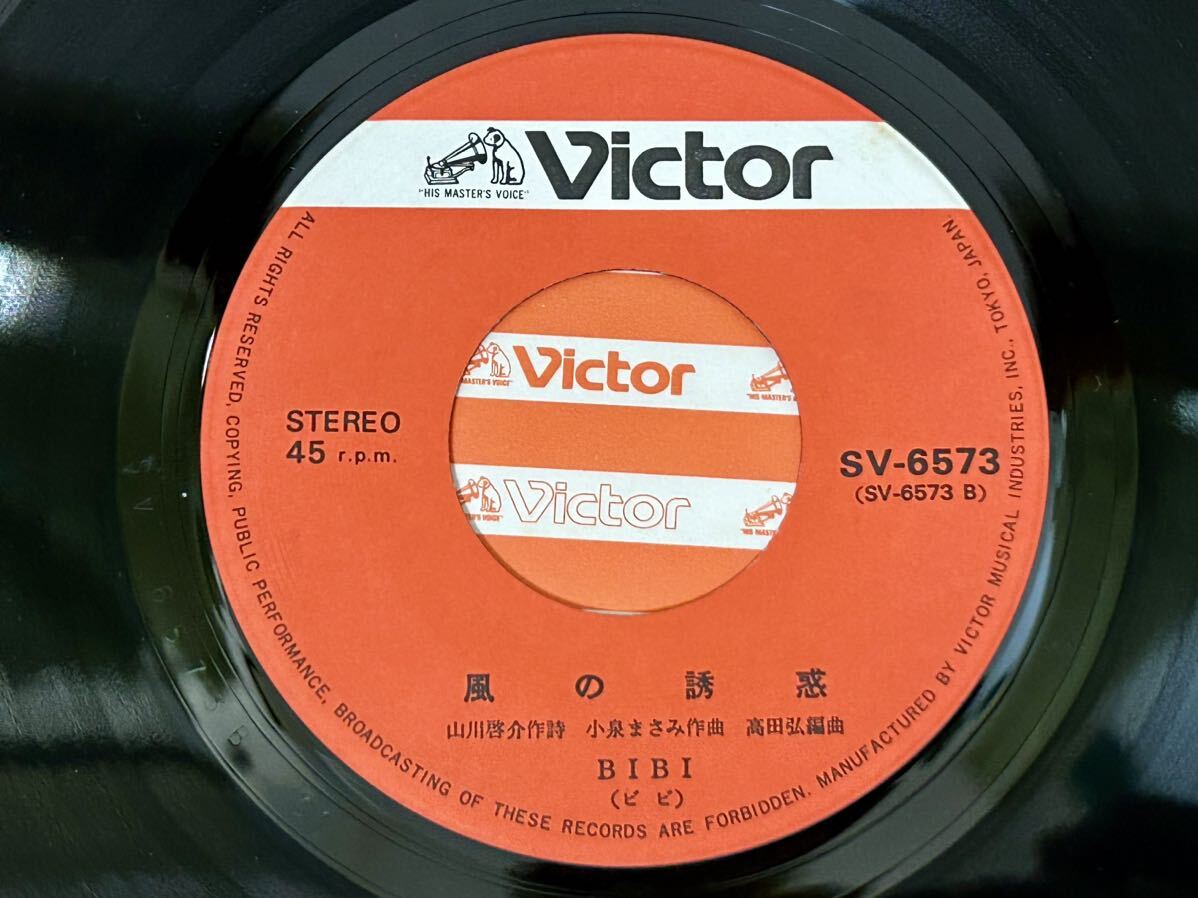 Victor
"HIS MASTER'S VOICE"
Victor
MASTER'S VOICE"
"HIS MASTER'S
STEREO
45 r.p.m.
SV-6573
(SV-6573 B)
Victor
"HIS MASTE
風の誘惑
山川啓介作詩 小泉まさみ作曲 高田弘編曲
BIBI
(ビビ)
ALL RIGHTS RESERVED, COPYING, PUBLIC PERFORMANCE, BROADCASTING OF THESE RECORDS ARE FORBIDDEN. MANUFACTURED BY VICTOR MUSICAL INDUSTRIES, INC., TOKYO, JAPAN.